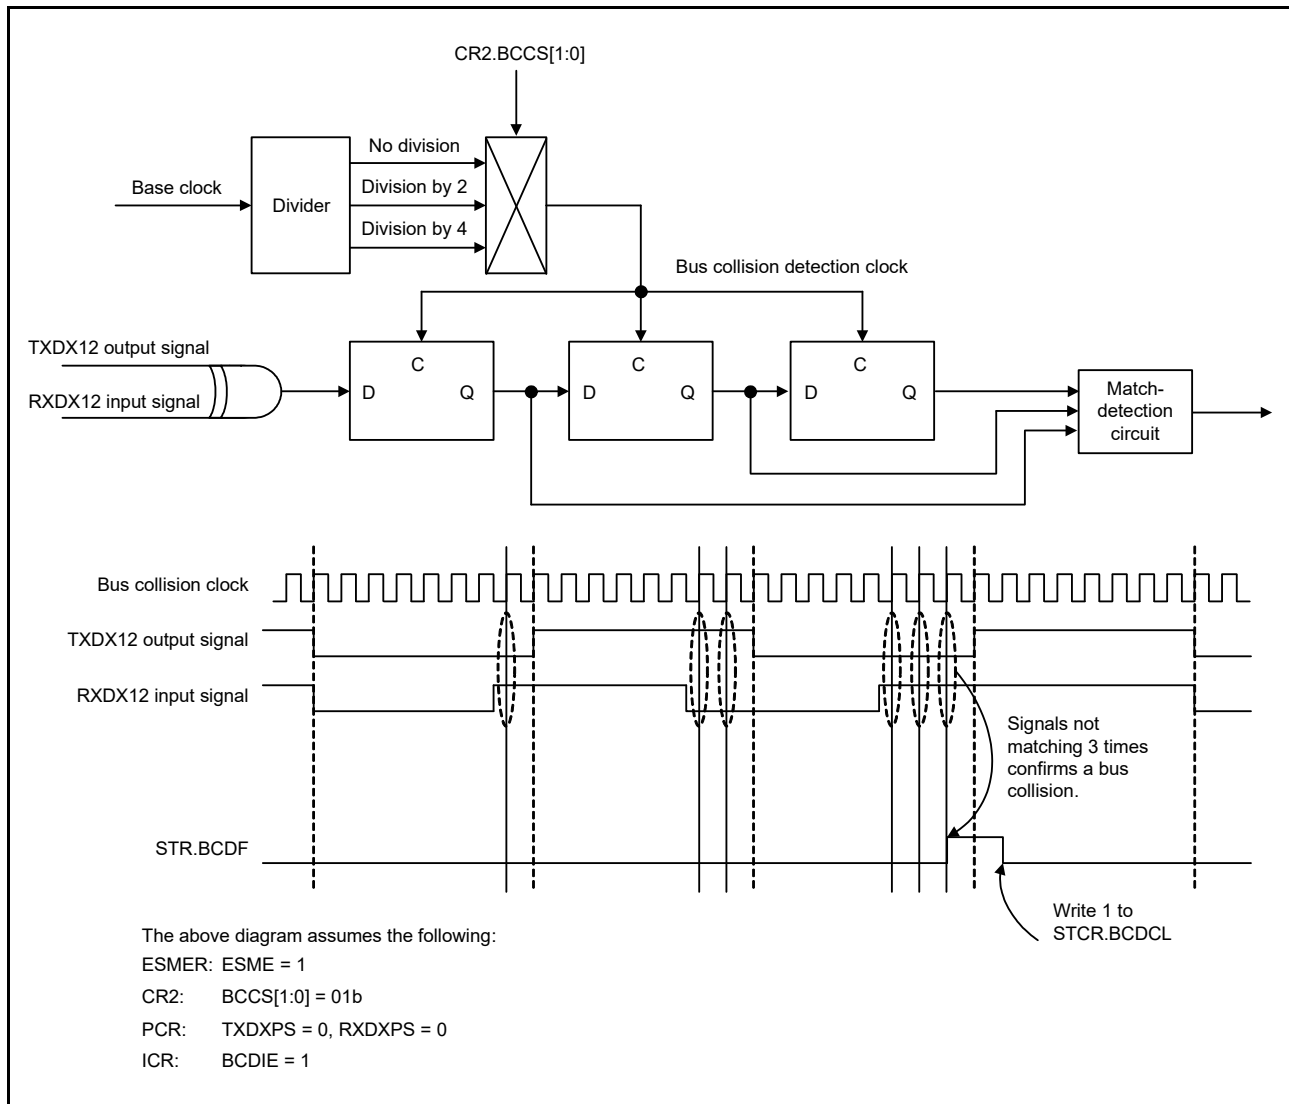 CR2.BCCS[1:0]
No division
Base clock
Divider
Division by 2
Division by 4
Bus collision detection clock
TXDX12 output signal
RXDX12 input signal
C
D
Q
C
D
Q
C
D
Q
Match-
detection
circuit
Bus collision clock
TXDX12 output signal
RXDX12 input signal
Signals not
matching 3 times
confirms a bus
collision.
STR.BCDF
Write 1 to
STCR.BCDCL
The above diagram assumes the following:
ESMER: ESME = 1
CR2: BCCS[1:0] = 01b
PCR: TXDXPS = 0, RXDXPS = 0
ICR: BCDIE = 1